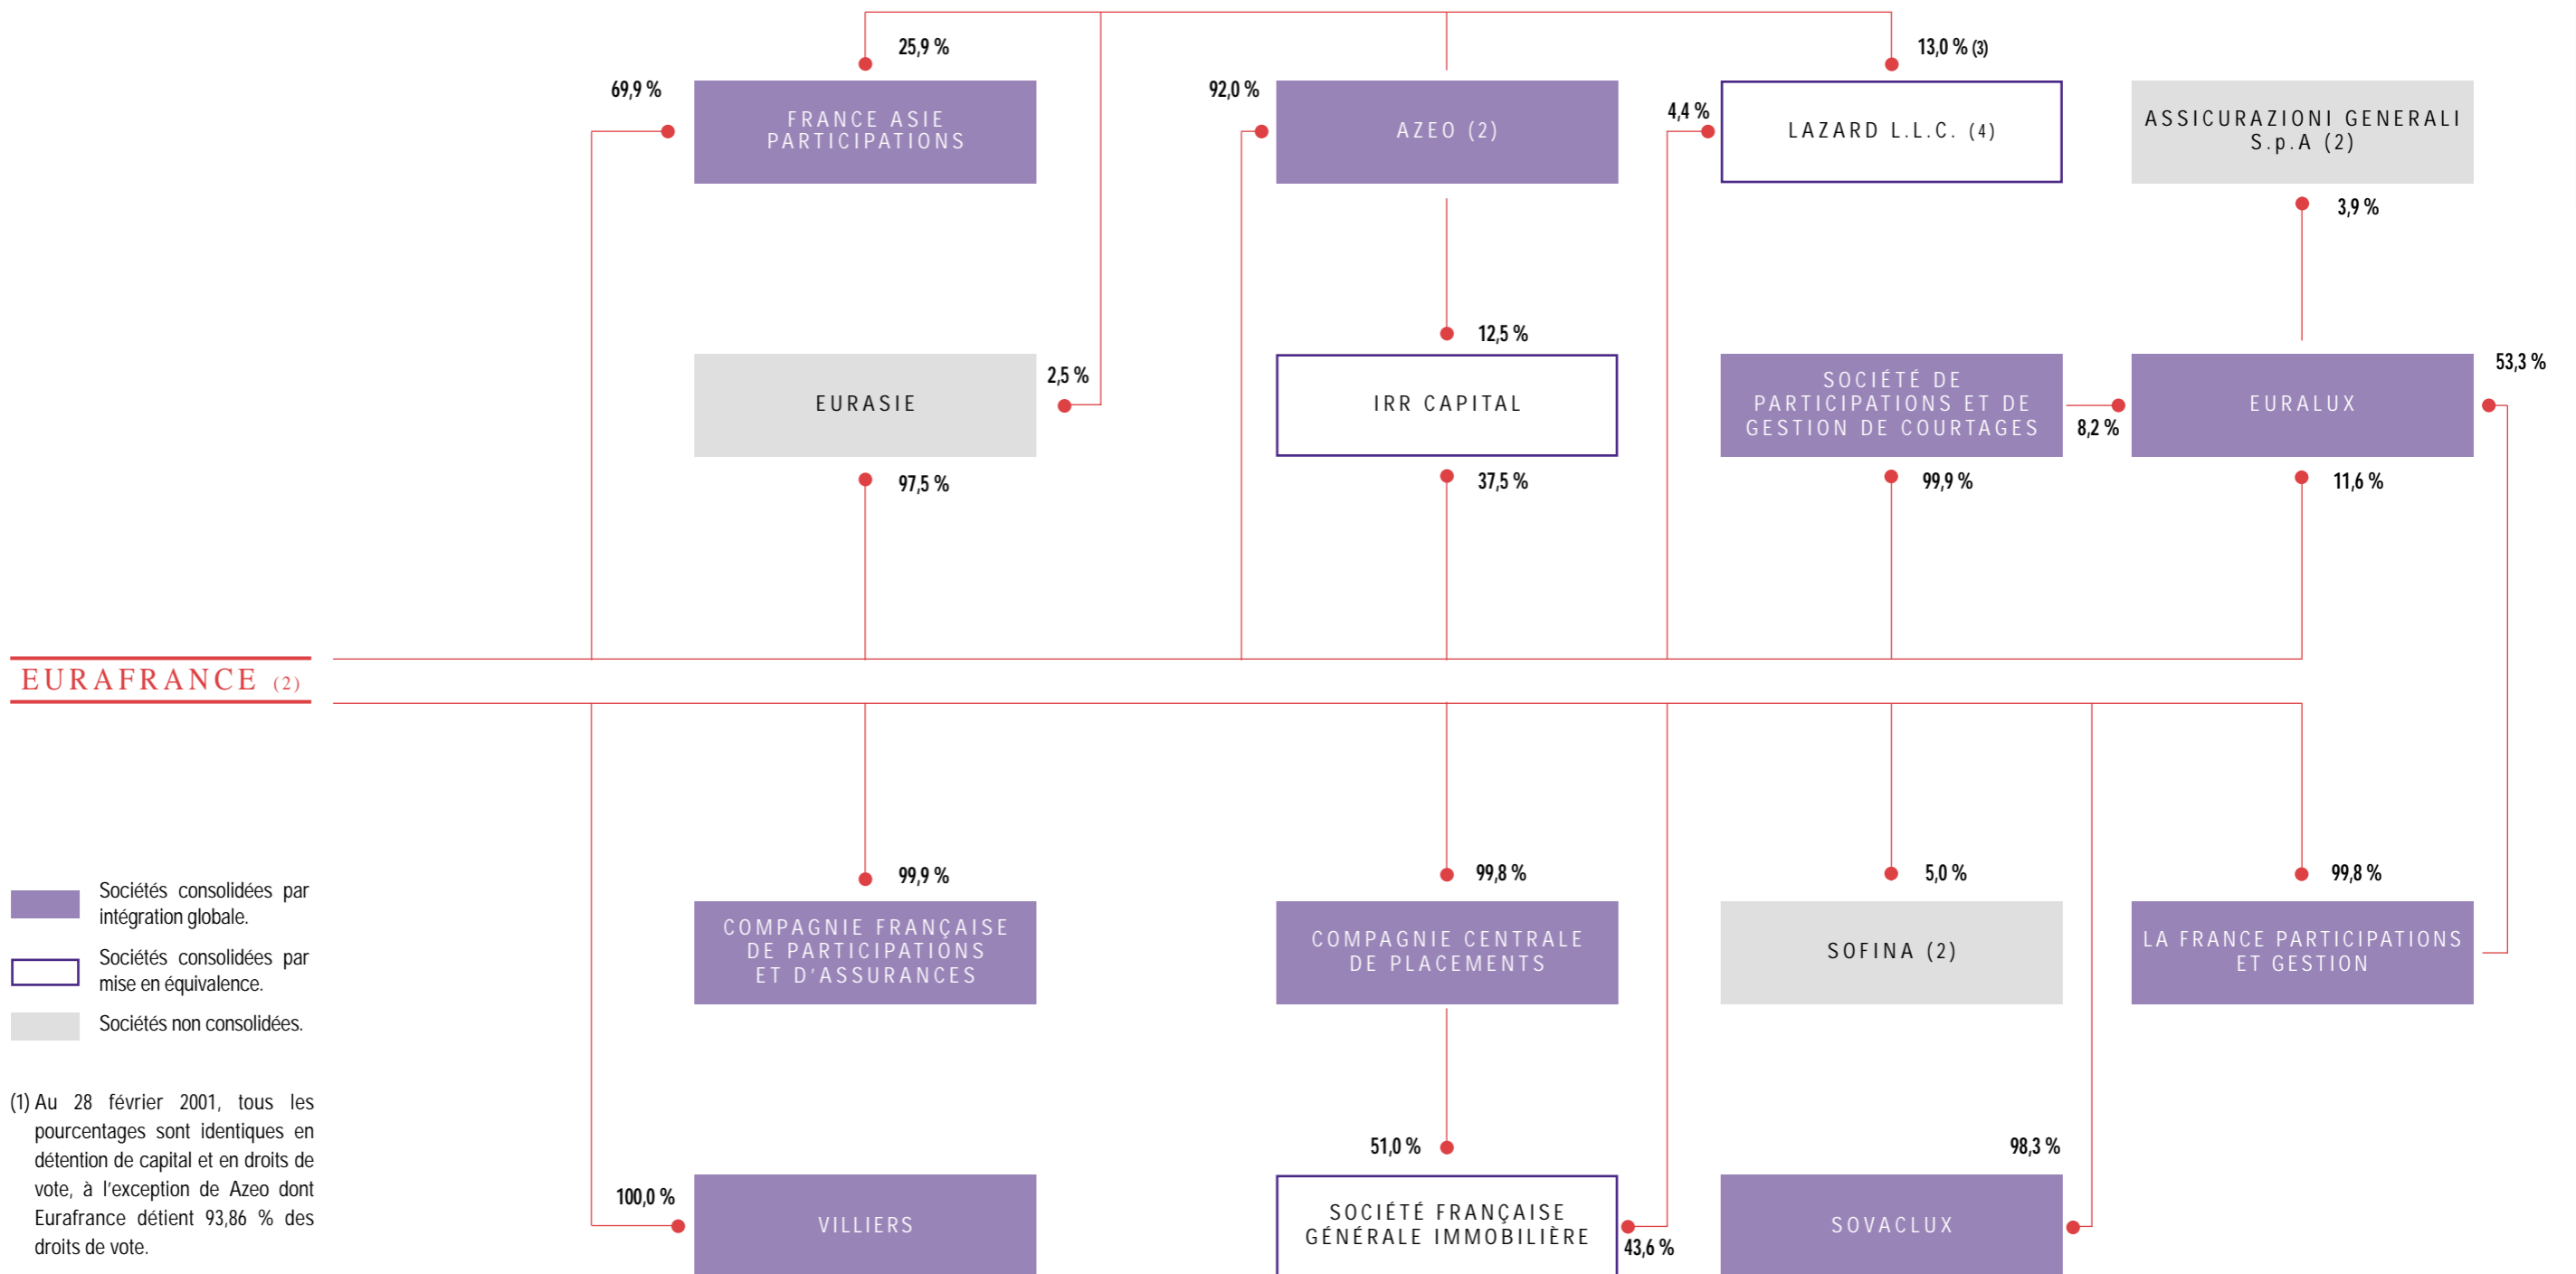 25,9 %
13,0 % (3)
69,9 %
FRANCE ASIE
PARTICIPATIONS
92,0 %
AZEO (2)
4,4 %
LAZARD L.L.C. (4)
ASSICURAZIONI GENERALI
S.p.A (2)
3,9 %
12,5 %
2,5 %
EURASIE
IRR CAPITAL
SOCIÉTÉ DE
PARTICIPATIONS ET DE
GESTION DE COURTAGES
8,2 %
EURALUX
53,3 %
97,5 %
37,5 %
99,9 %
11,6 %
EURAFRANCE (2)
99,9 %
99,8 %
5,0 %
99,8 %
COMPAGNIE FRANÇAISE
DE PARTICIPATIONS
ET D'ASSURANCES
COMPAGNIE CENTRALE
DE PLACEMENTS
SOFINA (2)
LA FRANCE PARTICIPATIONS
ET GESTION
Sociétés consolidées par
intégration globale.
Sociétés consolidées par
mise en équivalence.
Sociétés non consolidées.
(1) Au 28 février 2001, tous les
pourcentages sont identiques en
détention de capital et en droits de
vote, à l'exception de Azeo dont
Eurafrance détient 93,86 % des
droits de vote.
51,0 %
98,3 %
100,0 %
VILLIERS
SOCIÉTÉ FRANÇAISE
GÉNÉRALE IMMOBILIÈRE
43,6 %
SOVACLUX